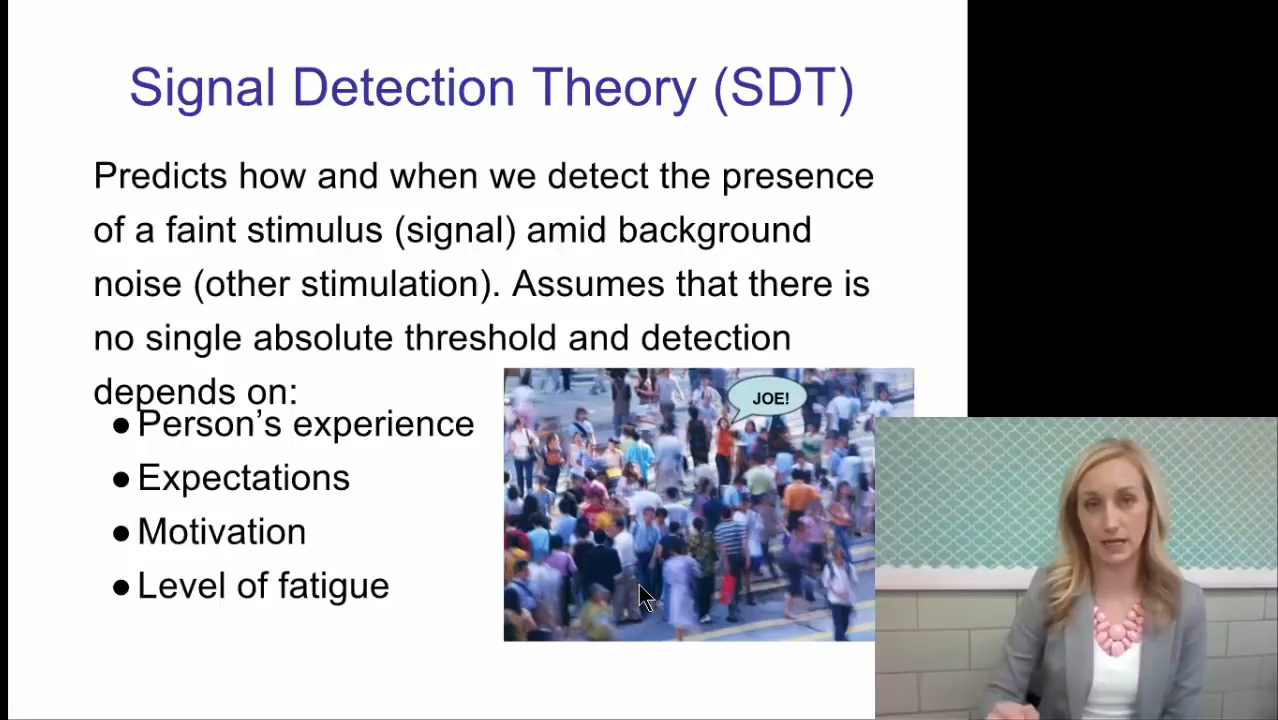 Signal Detection Theory (SDT)
Predicts how and when we detect the presence
of a faint stimulus (signal) amid background
noise (other stimulation). Assumes that there is
no single absolute threshold and detection
depends on:
● Person’s experience
● Expectations
● Motivation
● Level of fatigue
JOE!